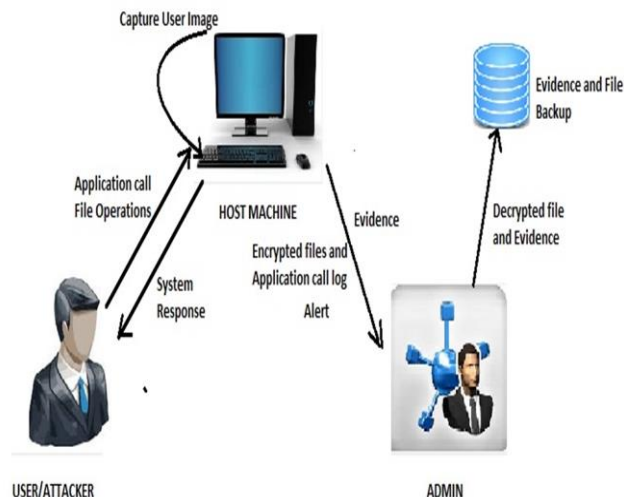 Capture User Image
Evidence and File
Backup
Application call
File Operations
HOST MACHINE
Evidence
Decrypted file
and Evidence
Encrypted files and
Application call log
Alert
System
Response
USER/ATTACKER
ADMIN